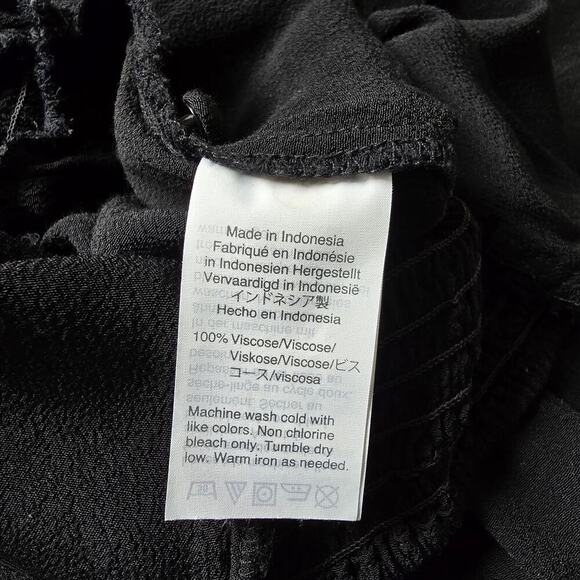 Made in Indonesia
Fabriqué en Indonésie
in Indonesien Hergestellt
Vervaardigd in Indonesië
インドネシア製
Hecho en Indonesia
100% Viscose/Viscose/
Viskose/Viscose/ビス
コース/viscosa
Machine wash cold with
like colors. Non chlorine
bleach only. Tumble dry
low. Warm iron as needed.